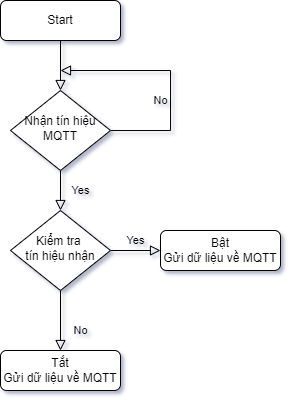 Start
No
Nhận tín hiệu
MQTT
Yes
Kiểm tra
tín hiệu nhận
Yes
Bật
Gửi dữ liệu về MQTT
No
Tắt
Gửi dữ liệu về MQTT